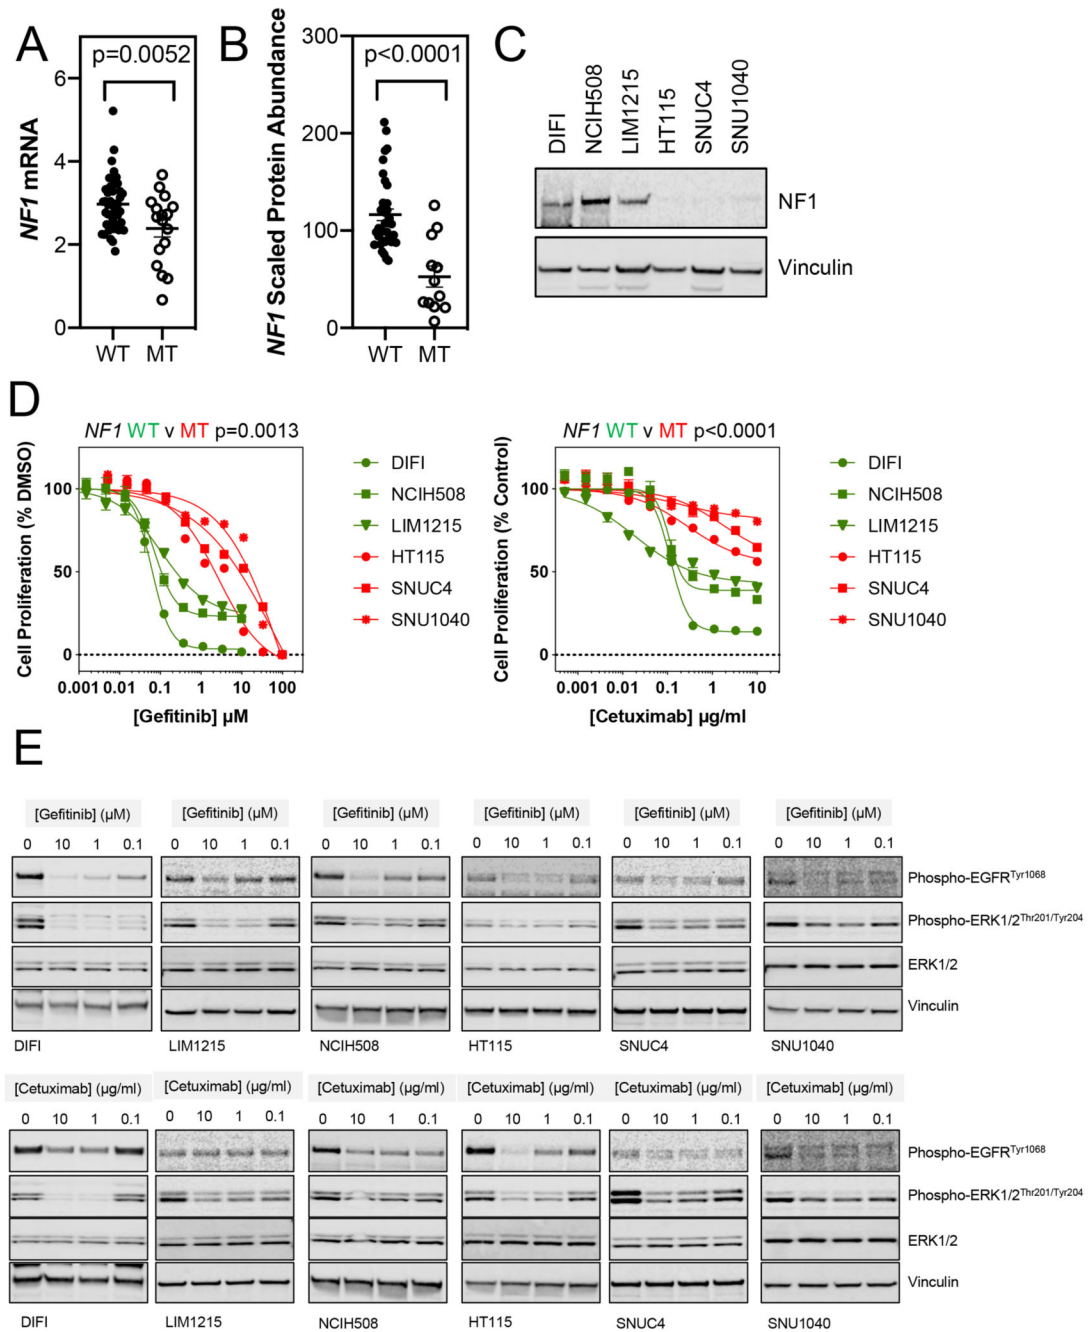 A
p=0.0052
NF1 mRNA
6
4
2
0
WT MT
B
p<0.0001
NF1 Scaled Protein Abundance
300
200
100
0
WT MT
C
DIFI
NCIH508
LIM1215
HT115
SNUC4
SNU1040
NF1
Vinculin
D
NF1 WT v MT p=0.0013
Cell Proliferation (% DMSO)
100
50
0
0.001 0.01 0.1 1 10 100
[Gefitinib] µM
DIFI
NCIH508
LIM1215
HT115
SNUC4
SNU1040
NF1 WT v MT p<0.0001
Cell Proliferation (% Control)
100
50
0
0.001 0.01 0.1 1 10
[Cetuximab] µg/ml
DIFI
NCIH508
LIM1215
HT115
SNUC4
SNU1040
E
[Gefitinib] (µM) [Gefitinib] (µM) [Gefitinib] (µM) [Gefitinib] (µM) [Gefitinib] (µM) [Gefitinib] (µM)
0 10 1 0.1 0 10 1 0.1 0 10 1 0.1 0 10 1 0.1 0 10 1 0.1 0 10 1 0.1
Phospho-EGFRTyr1068
Phospho-ERK1/2Thr201/Tyr204
ERK1/2
Vinculin
DIFI LIM1215 NCIH508 HT115 SNUC4 SNU1040
[Cetuximab] (µg/ml) [Cetuximab] (µg/ml) [Cetuximab] (µg/ml) [Cetuximab] (µg/ml) [Cetuximab] (µg/ml) [Cetuximab] (µg/ml)
0 10 1 0.1 0 10 1 0.1 0 10 1 0.1 0 10 1 0.1 0 10 1 0.1 0 10 1 0.1
Phospho-EGFRTyr1068
Phospho-ERK1/2Thr201/Tyr204
ERK1/2
Vinculin
DIFI LIM1215 NCIH508 HT115 SNUC4 SNU1040